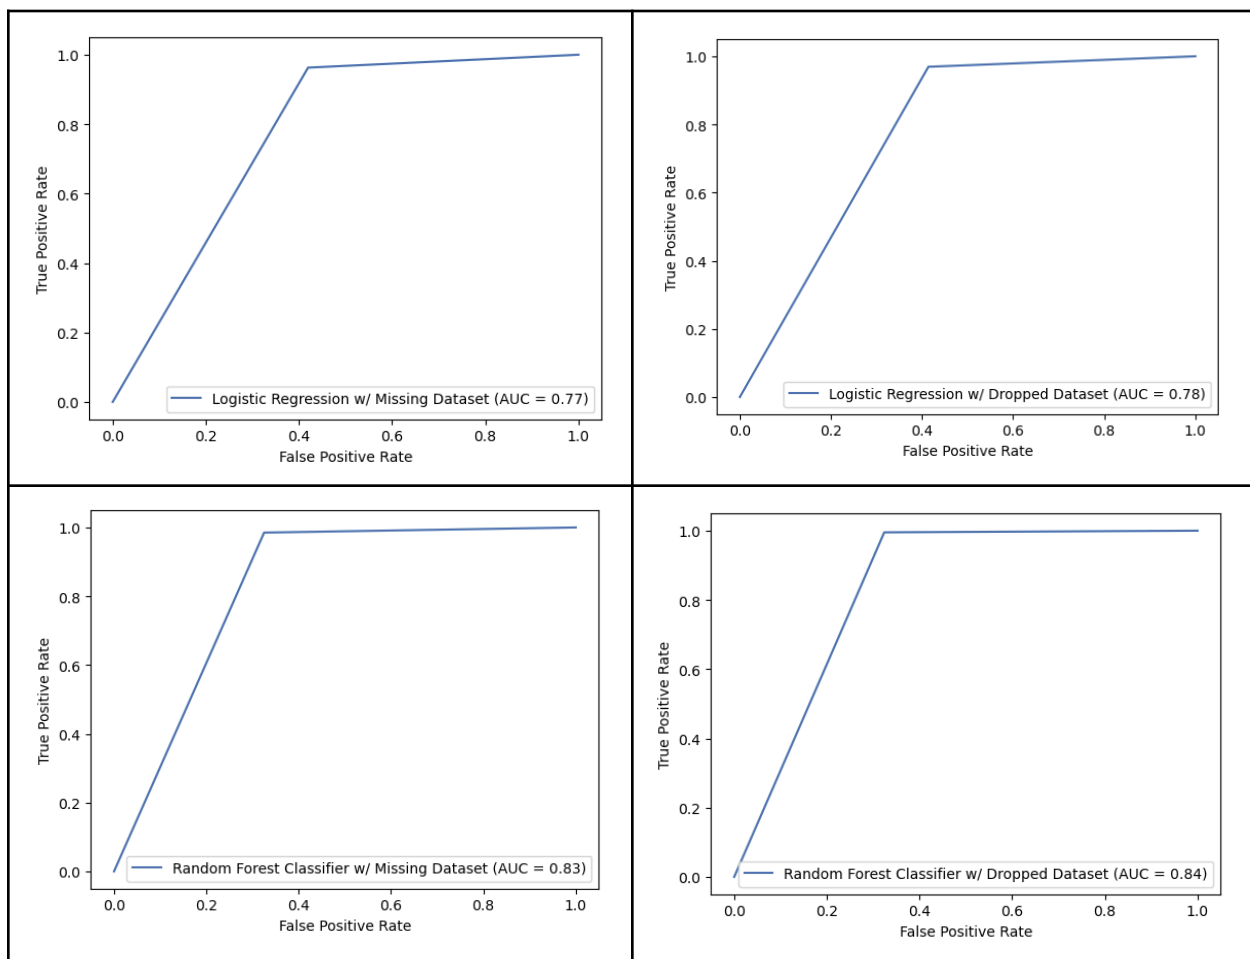 1.0
0.8
0.6
0.4
0.2
0.0
True Positive Rate
Logistic Regression w/ Missing Dataset (AUC = 0.77)
0.0 0.2 0.4 0.6 0.8 1.0
False Positive Rate
1.0
0.8
0.6
0.4
0.2
0.0
True Positive Rate
Logistic Regression w/ Dropped Dataset (AUC = 0.78)
0.0 0.2 0.4 0.6 0.8 1.0
False Positive Rate
1.0
0.8
0.6
0.4
0.2
0.0
True Positive Rate
Random Forest Classifier w/ Missing Dataset (AUC = 0.83)
0.0 0.2 0.4 0.6 0.8 1.0
False Positive Rate
1.0
0.8
0.6
0.4
0.2
0.0
True Positive Rate
Random Forest Classifier w/ Dropped Dataset (AUC = 0.84)
0.0 0.2 0.4 0.6 0.8 1.0
False Positive Rate